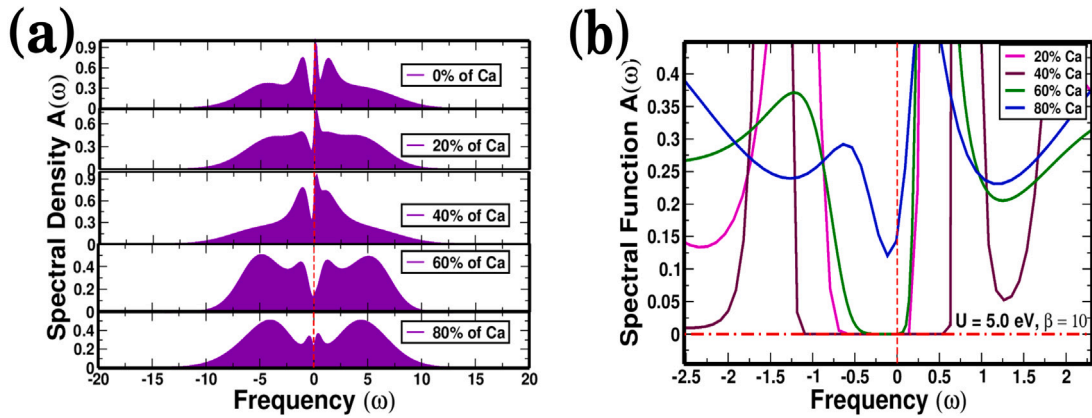 (a)
Spectral Density A(ω)
0.9
0.6
0.3
0
0% of Ca
0.6
0.3
0
20% of Ca
0.9
0.6
0.3
0
40% of Ca
0.4
0.2
0
60% of Ca
0.4
0.2
0
80% of Ca
-20 -15 -10 -5 0 5 10 15 20
Frequency (ω)
(b)
Spectral Function A(ω)
0.4
0.35
0.3
0.25
0.2
0.15
0.1
0.05
0
20% Ca
40% Ca
60% Ca
80% Ca
U = 5.0 eV, β = 10
-2.5 -2 -1.5 -1 -0.5 0 0.5 1 1.5 2
Frequency (ω)